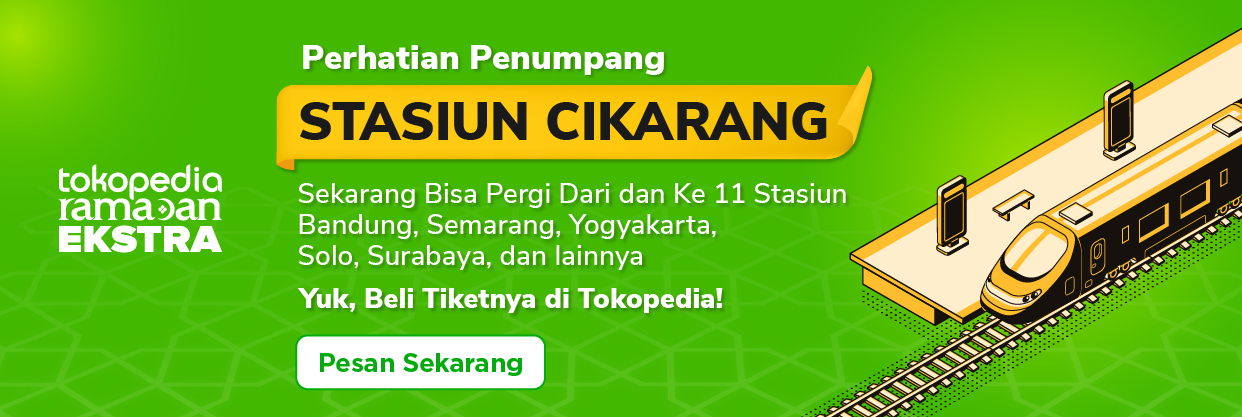 tokopedia
ramadan
EKSTRA
Perhatian Penumpang
STASIUN CIKARANG
Sekarang Bisa Pergi Dari dan Ke 11 Stasiun
Bandung, Semarang, Yogyakarta,
Solo, Surabaya, dan lainnya
Yuk, Beli Tiketnya di Tokopedia!
Pesan Sekarang